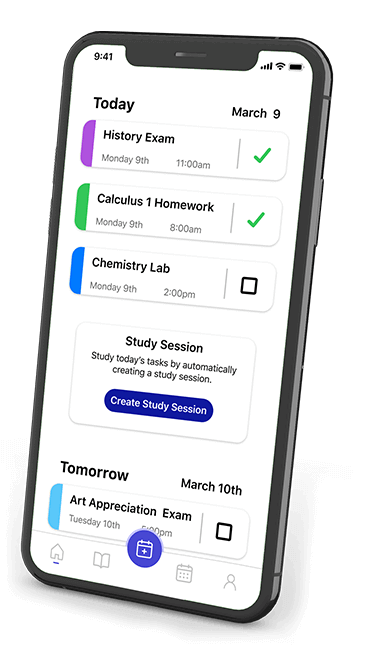 9:41
Today
March 9
History Exam
Monday 9th 11:00am
Calculus 1 Homework
Monday 9th 8:00am
Chemistry Lab
Monday 9th 2:00pm
Study Session
Study today's tasks by automatically
creating a study session.
Create Study Session
Tomorrow
March 10th
Art Appreciation Exam
Tuesday 10th